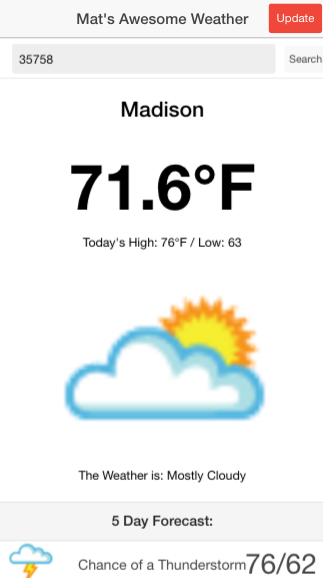 Mat's Awesome Weather Update
35758 Search
Madison
71.6°F
Today's High: 76°F / Low: 63
The Weather is: Mostly Cloudy
5 Day Forecast:
Chance of a Thunderstorm 76/62